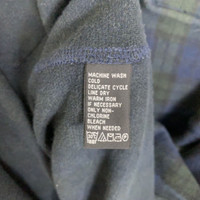 MACHINE WASH
COLD
DELICATE CYCLE
LINE DRY
WARM IRON
IF NECESSARY
ONLY NON-
CHLORINE
BLEACH
WHEN NEEDED